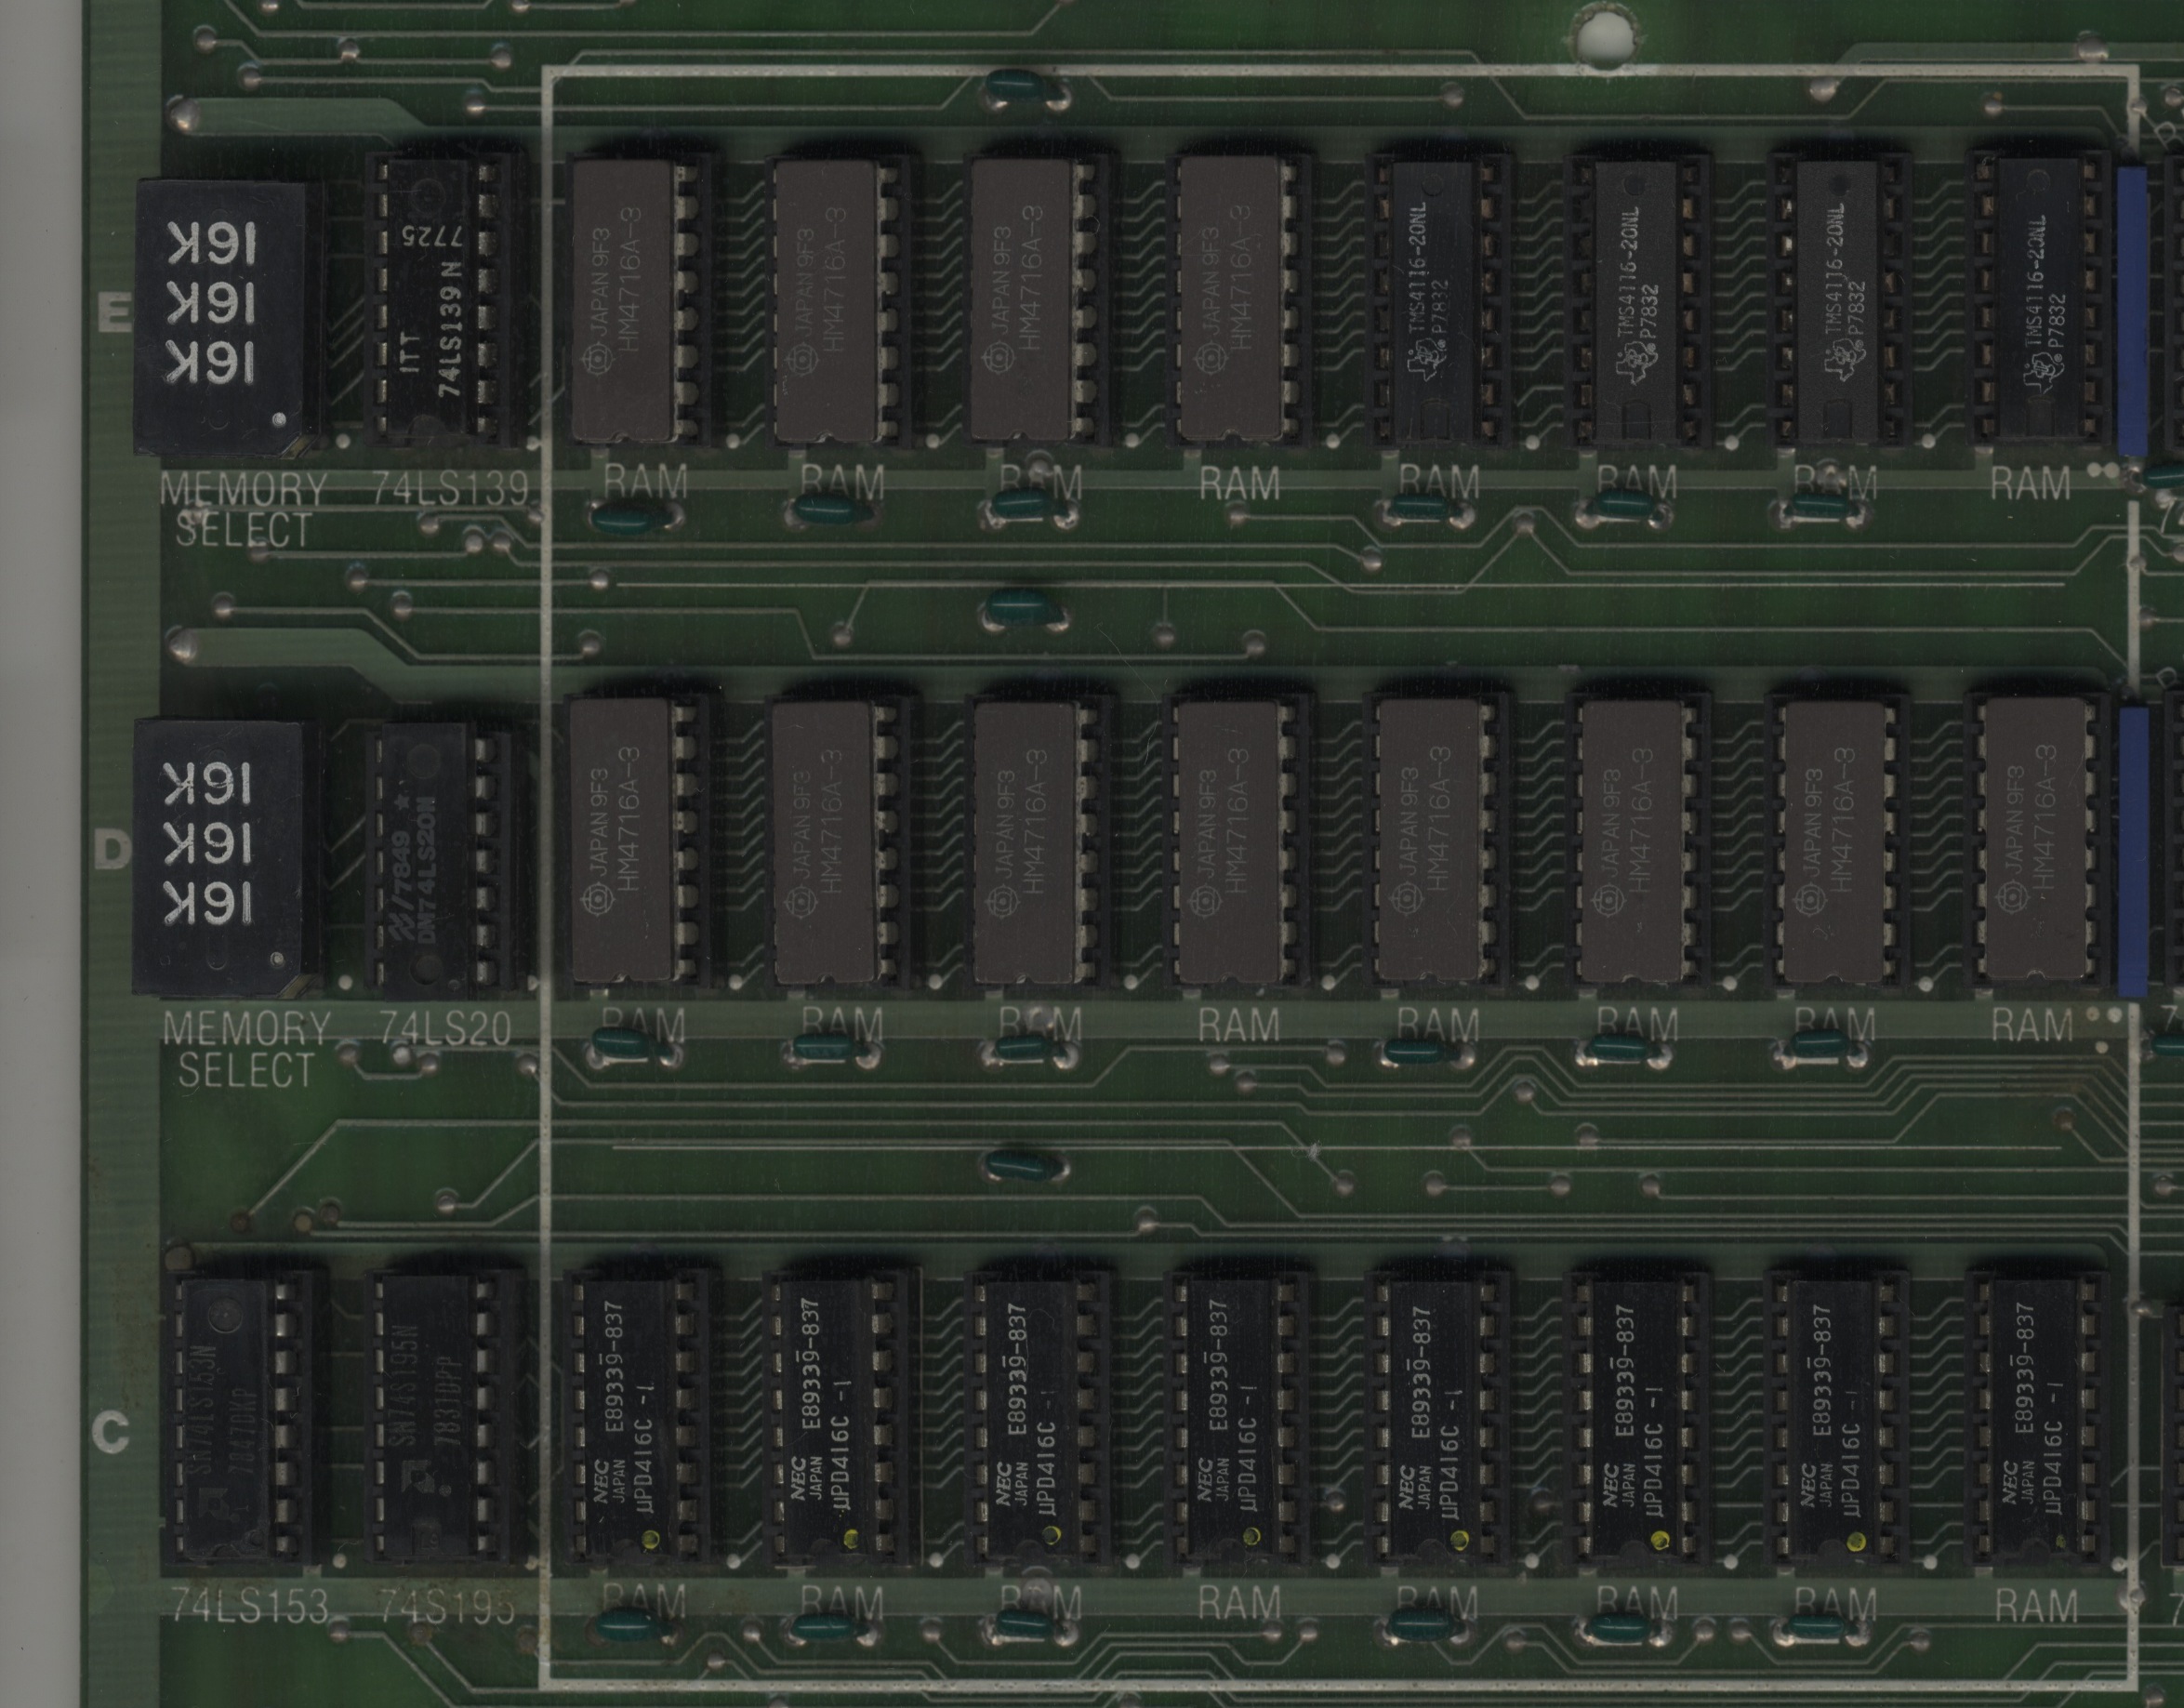 E
16K
16K
16K
7725
ITT
74LS139N
JAPAN 9F3
HM4716A-3
JAPAN 9F3
HM4716A-3
JAPAN 9F3
HM4716A-3
JAPAN 9F3
HM4716A-3
TMS4116-20NL
P7832
TMS4116-20NL
P7832
TMS4116-20NL
P7832
TMS4116-20NL
P7832
MEMORY SELECT
74LS139
RAM
RAM
RAM
RAM
RAM
RAM
RAM
RAM
D
16K
16K
16K
/7849 ★
DM74LS20N
JAPAN 9F3
HM4716A-3
JAPAN 9F3
HM4716A-3
JAPAN 9F3
HM4716A-3
JAPAN 9F3
HM4716A-3
JAPAN 9F3
HM4716A-3
JAPAN 9F3
HM4716A-3
JAPAN 9F3
HM4716A-3
JAPAN 9F3
HM4716A-3
MEMORY SELECT
74LS20
RAM
RAM
RAM
RAM
RAM
RAM
RAM
RAM
C
SN74LS153N
SN74S195N
NEC JAPAN E89339-837
µPD416C -1
NEC JAPAN E89339-837
µPD416C -1
NEC JAPAN E89339-837
µPD416C -1
NEC JAPAN E89339-837
µPD416C -1
NEC JAPAN E89339-837
µPD416C -1
NEC JAPAN E89339-837
µPD416C -1
NEC JAPAN E89339-837
µPD416C -1
NEC JAPAN E89339-837
µPD416C -1
74LS153
74S195
RAM
RAM
RAM
RAM
RAM
RAM
RAM
RAM